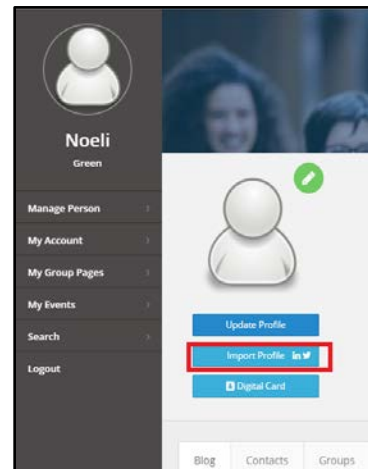 Noeli
Green
Manage Person
My Account
My Group Pages
My Events
Search
Logout
Update Profile
Import Profile in
Digital Card
Blog Contacts Groups